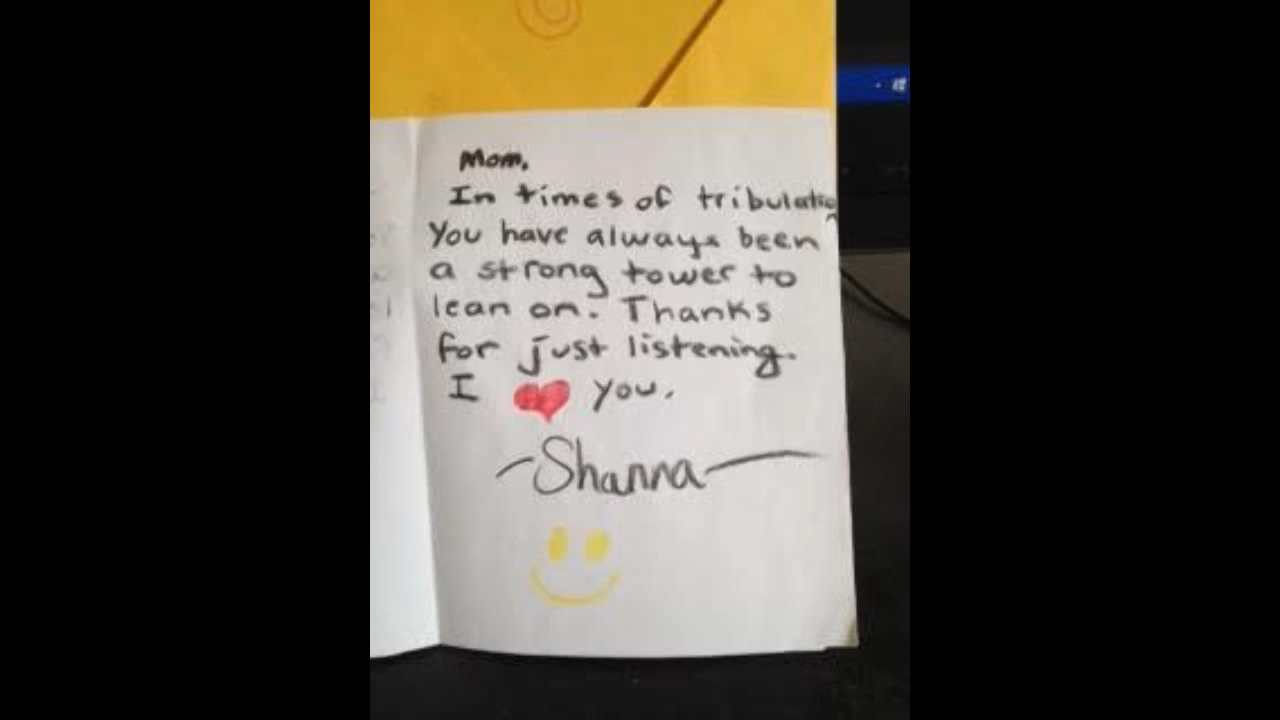 Mom,
In times of tribulatio
You have always been
a strong tower to
lean on. Thanks
for just listening.
I ❤ you.
-Shanna-